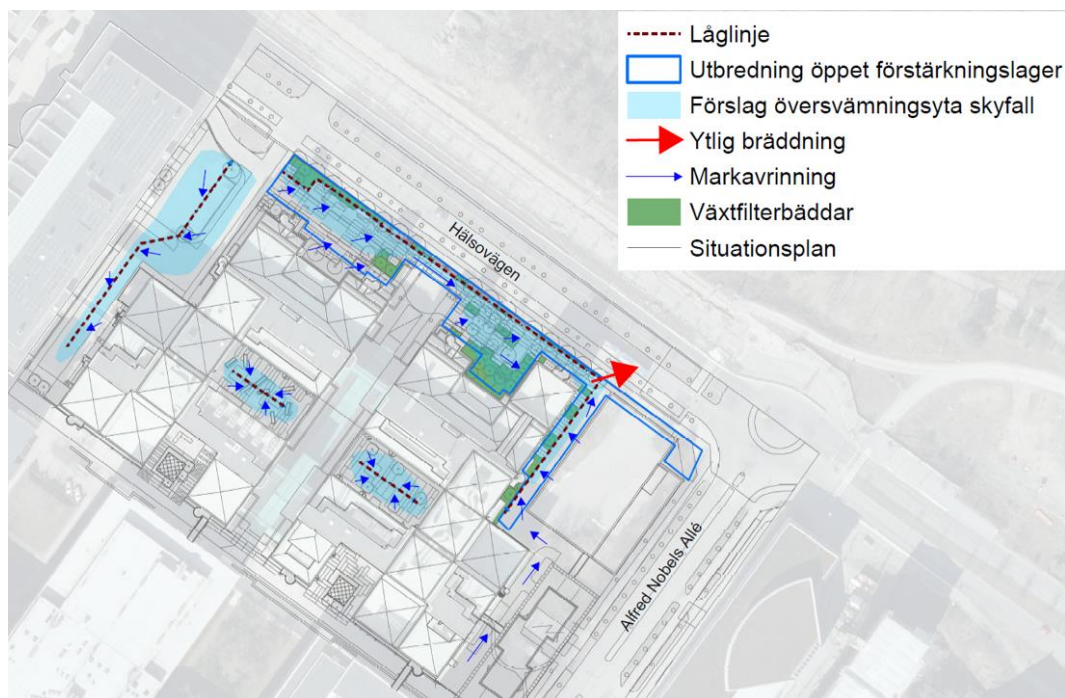 Låglinje
Utbredning öppet förstärkningslager
Förslag översvämningsyta skyfall
Ytlig bräddning
Markavrinning
Växtfilterbäddar
Situationsplan
Hälsovägen
Alfred Nobels Allé